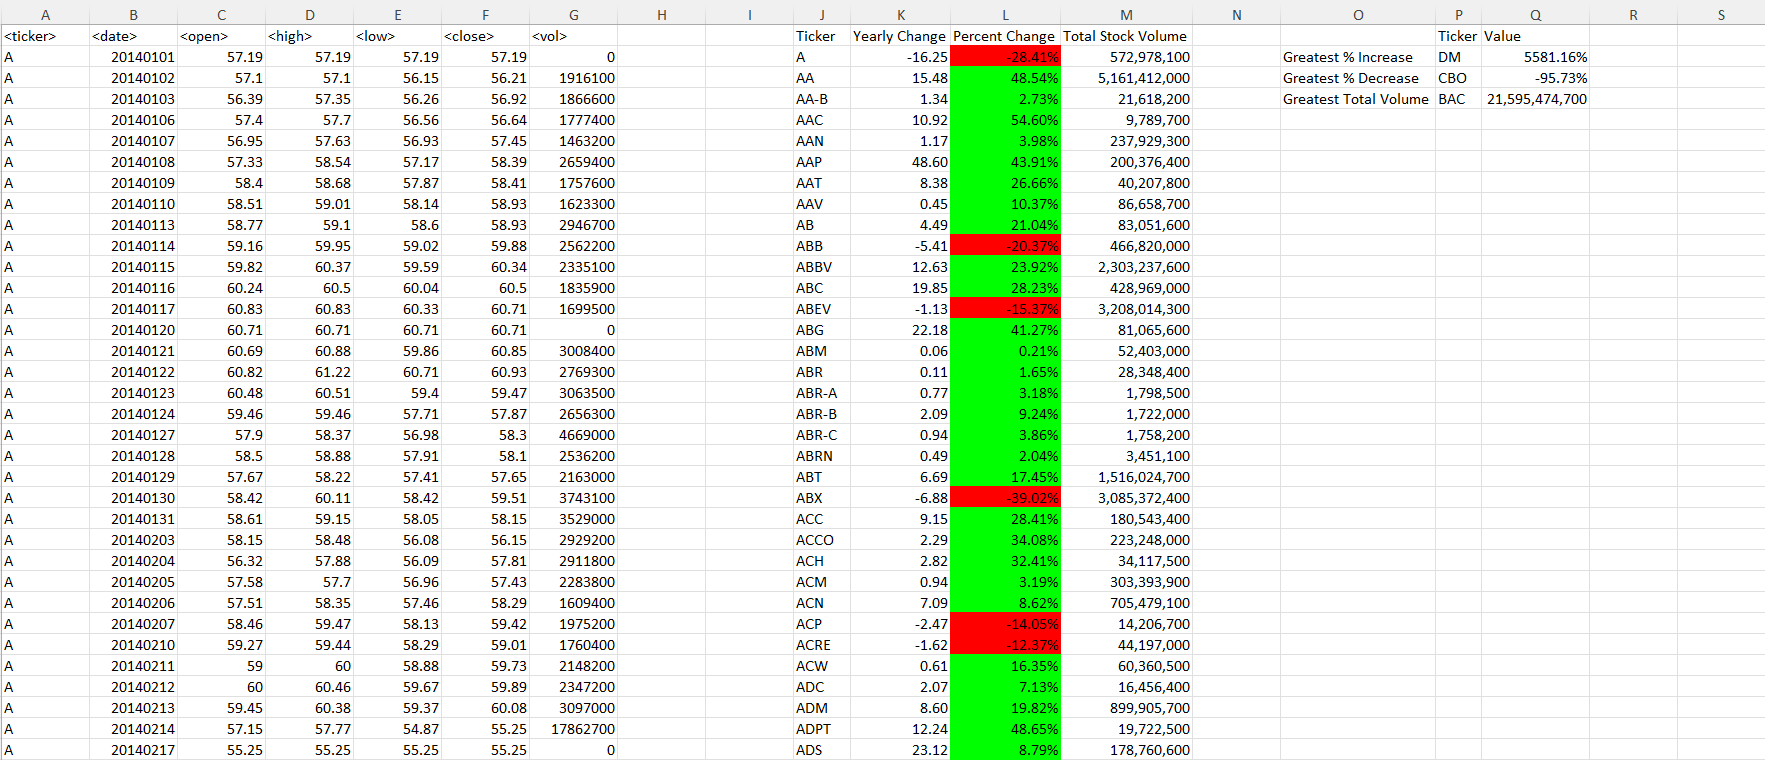 A B C D E F G H I J K L M N O P Q R S
<ticker> <date> <open> <high> <low> <close> <vol> Ticker Yearly Change Percent Change Total Stock Volume Ticker Value
A 20140101 57.19 57.19 57.19 57.19 0 A -16.25 -28.41% 572,978,100 Greatest % Increase DM 5581.16%
A 20140102 57.1 57.1 56.15 56.21 1916100 AA 15.48 48.54% 5,161,412,000 Greatest % Decrease CBO -95.73%
A 20140103 56.39 57.35 56.26 56.92 1866600 AA-B 1.34 2.73% 21,618,200 Greatest Total Volume BAC 21,595,474,700
A 20140106 57.4 57.7 56.56 56.64 1777400 AAC 10.92 54.60% 9,789,700
A 20140107 56.95 57.63 56.93 57.45 1463200 AAN 1.17 3.98% 237,929,300
A 20140108 57.33 58.54 57.17 58.39 2659400 AAP 48.60 43.91% 200,376,400
A 20140109 58.4 58.68 57.87 58.41 1757600 AAT 8.38 26.66% 40,207,800
A 20140110 58.51 59.01 58.14 58.93 1623300 AAV 0.45 10.37% 86,658,700
A 20140113 58.77 59.1 58.6 58.93 2946700 AB 4.49 21.04% 83,051,600
A 20140114 59.16 59.95 59.02 59.88 2562200 ABB -5.41 -20.37% 466,820,000
A 20140115 59.82 60.37 59.59 60.34 2335100 ABBV 12.63 23.92% 2,303,237,600
A 20140116 60.24 60.5 60.04 60.5 1835900 ABC 19.85 28.23% 428,969,000
A 20140117 60.83 60.83 60.33 60.71 1699500 ABEV -1.13 -15.37% 3,208,014,300
A 20140120 60.71 60.71 60.71 60.71 0 ABG 22.18 41.27% 81,065,600
A 20140121 60.69 60.88 59.86 60.85 3008400 ABM 0.06 0.21% 52,403,000
A 20140122 60.82 61.22 60.71 60.93 2769300 ABR 0.11 1.65% 28,348,400
A 20140123 60.48 60.51 59.4 59.47 3063500 ABR-A 0.77 3.18% 1,798,500
A 20140124 59.46 59.46 57.71 57.87 2656300 ABR-B 2.09 9.24% 1,722,000
A 20140127 57.9 58.37 56.98 58.3 4669000 ABR-C 0.94 3.86% 1,758,200
A 20140128 58.5 58.88 57.91 58.1 2536200 ABRN 0.49 2.04% 3,451,100
A 20140129 57.67 58.22 57.41 57.65 2163000 ABT 6.69 17.45% 1,516,024,700
A 20140130 58.42 60.11 58.42 59.51 3743100 ABX -6.88 -39.02% 3,085,372,400
A 20140131 58.61 59.15 58.05 58.15 3529000 ACC 9.15 28.41% 180,543,400
A 20140203 58.15 58.48 56.08 56.15 2929200 ACCO 2.29 34.08% 223,248,000
A 20140204 56.32 57.88 56.09 57.81 2911800 ACH 2.82 32.41% 34,117,500
A 20140205 57.58 57.7 56.96 57.43 2283800 ACM 0.94 3.19% 303,393,900
A 20140206 57.51 58.35 57.46 58.29 1609400 ACN 7.09 8.62% 705,479,100
A 20140207 58.46 59.47 58.13 59.42 1975200 ACP -2.47 -14.05% 14,206,700
A 20140210 59.27 59.44 58.29 59.01 1760400 ACRE -1.62 -12.37% 44,197,000
A 20140211 59 60 58.88 59.73 2148200 ACW 0.61 16.35% 60,360,500
A 20140212 60 60.46 59.67 59.89 2347200 ADC 2.07 7.13% 16,456,400
A 20140213 59.45 60.38 59.37 60.08 3097000 ADM 8.60 19.82% 899,905,700
A 20140214 57.15 57.77 54.87 55.25 17862700 ADPT 12.24 48.65% 19,722,500
A 20140217 55.25 55.25 55.25 55.25 0 ADS 23.12 8.79% 178,760,600